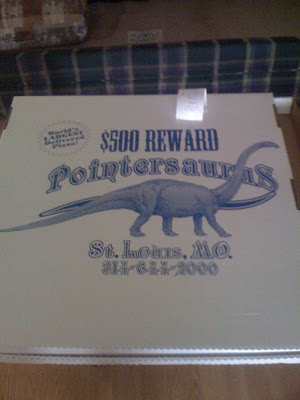 World's
LARGEST
Delivered
Pizza!
$500 REWARD
Pointersaurus
St. Louis, MO.
314-644-2000